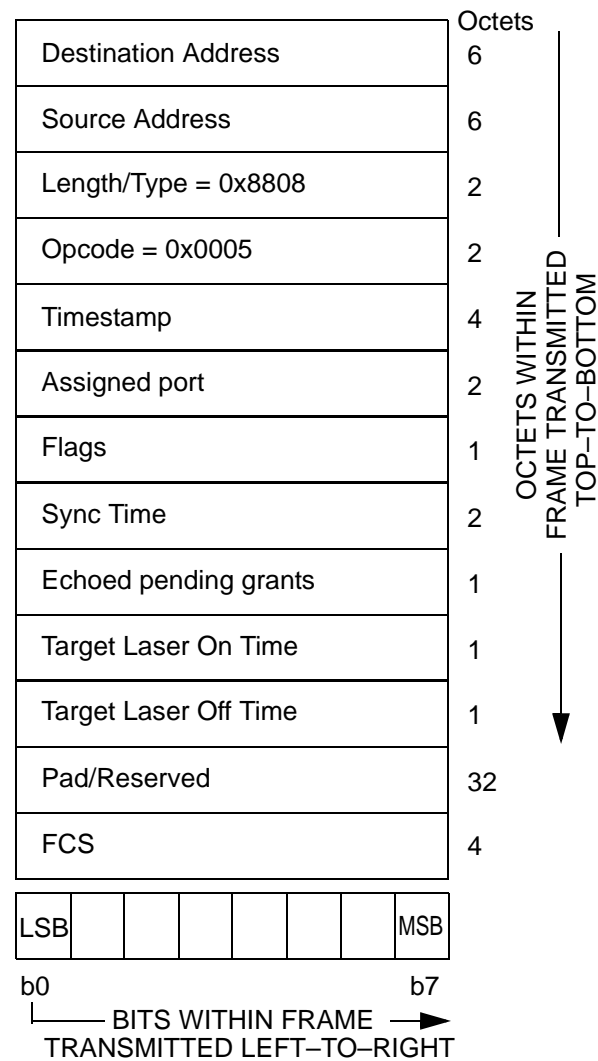 Octets
Destination Address 6
Source Address 6
Length/Type = 0x8808 2
Opcode = 0x0005 2
Timestamp 4
Assigned port 2
Flags 1
Sync Time 2
Echoed pending grants 1
Target Laser On Time 1
Target Laser Off Time 1
Pad/Reserved 32
FCS 4
OCTETS WITHIN
FRAME TRANSMITTED
TOP–TO–BOTTOM
LSB MSB
b0 b7
BITS WITHIN FRAME
TRANSMITTED LEFT–TO–RIGHT